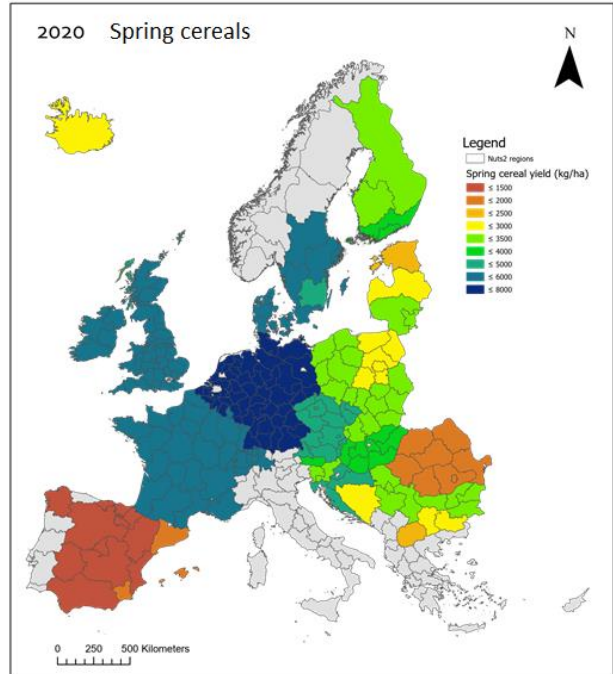 2020 Spring cereals
N
Legend
Nuts2 regions
Spring cereal yield (kg/ha)
≤ 1500
≤ 2000
≤ 2500
≤ 3000
≤ 3500
≤ 4000
≤ 5000
≤ 6000
≤ 8000
0 250 500 Kilometers